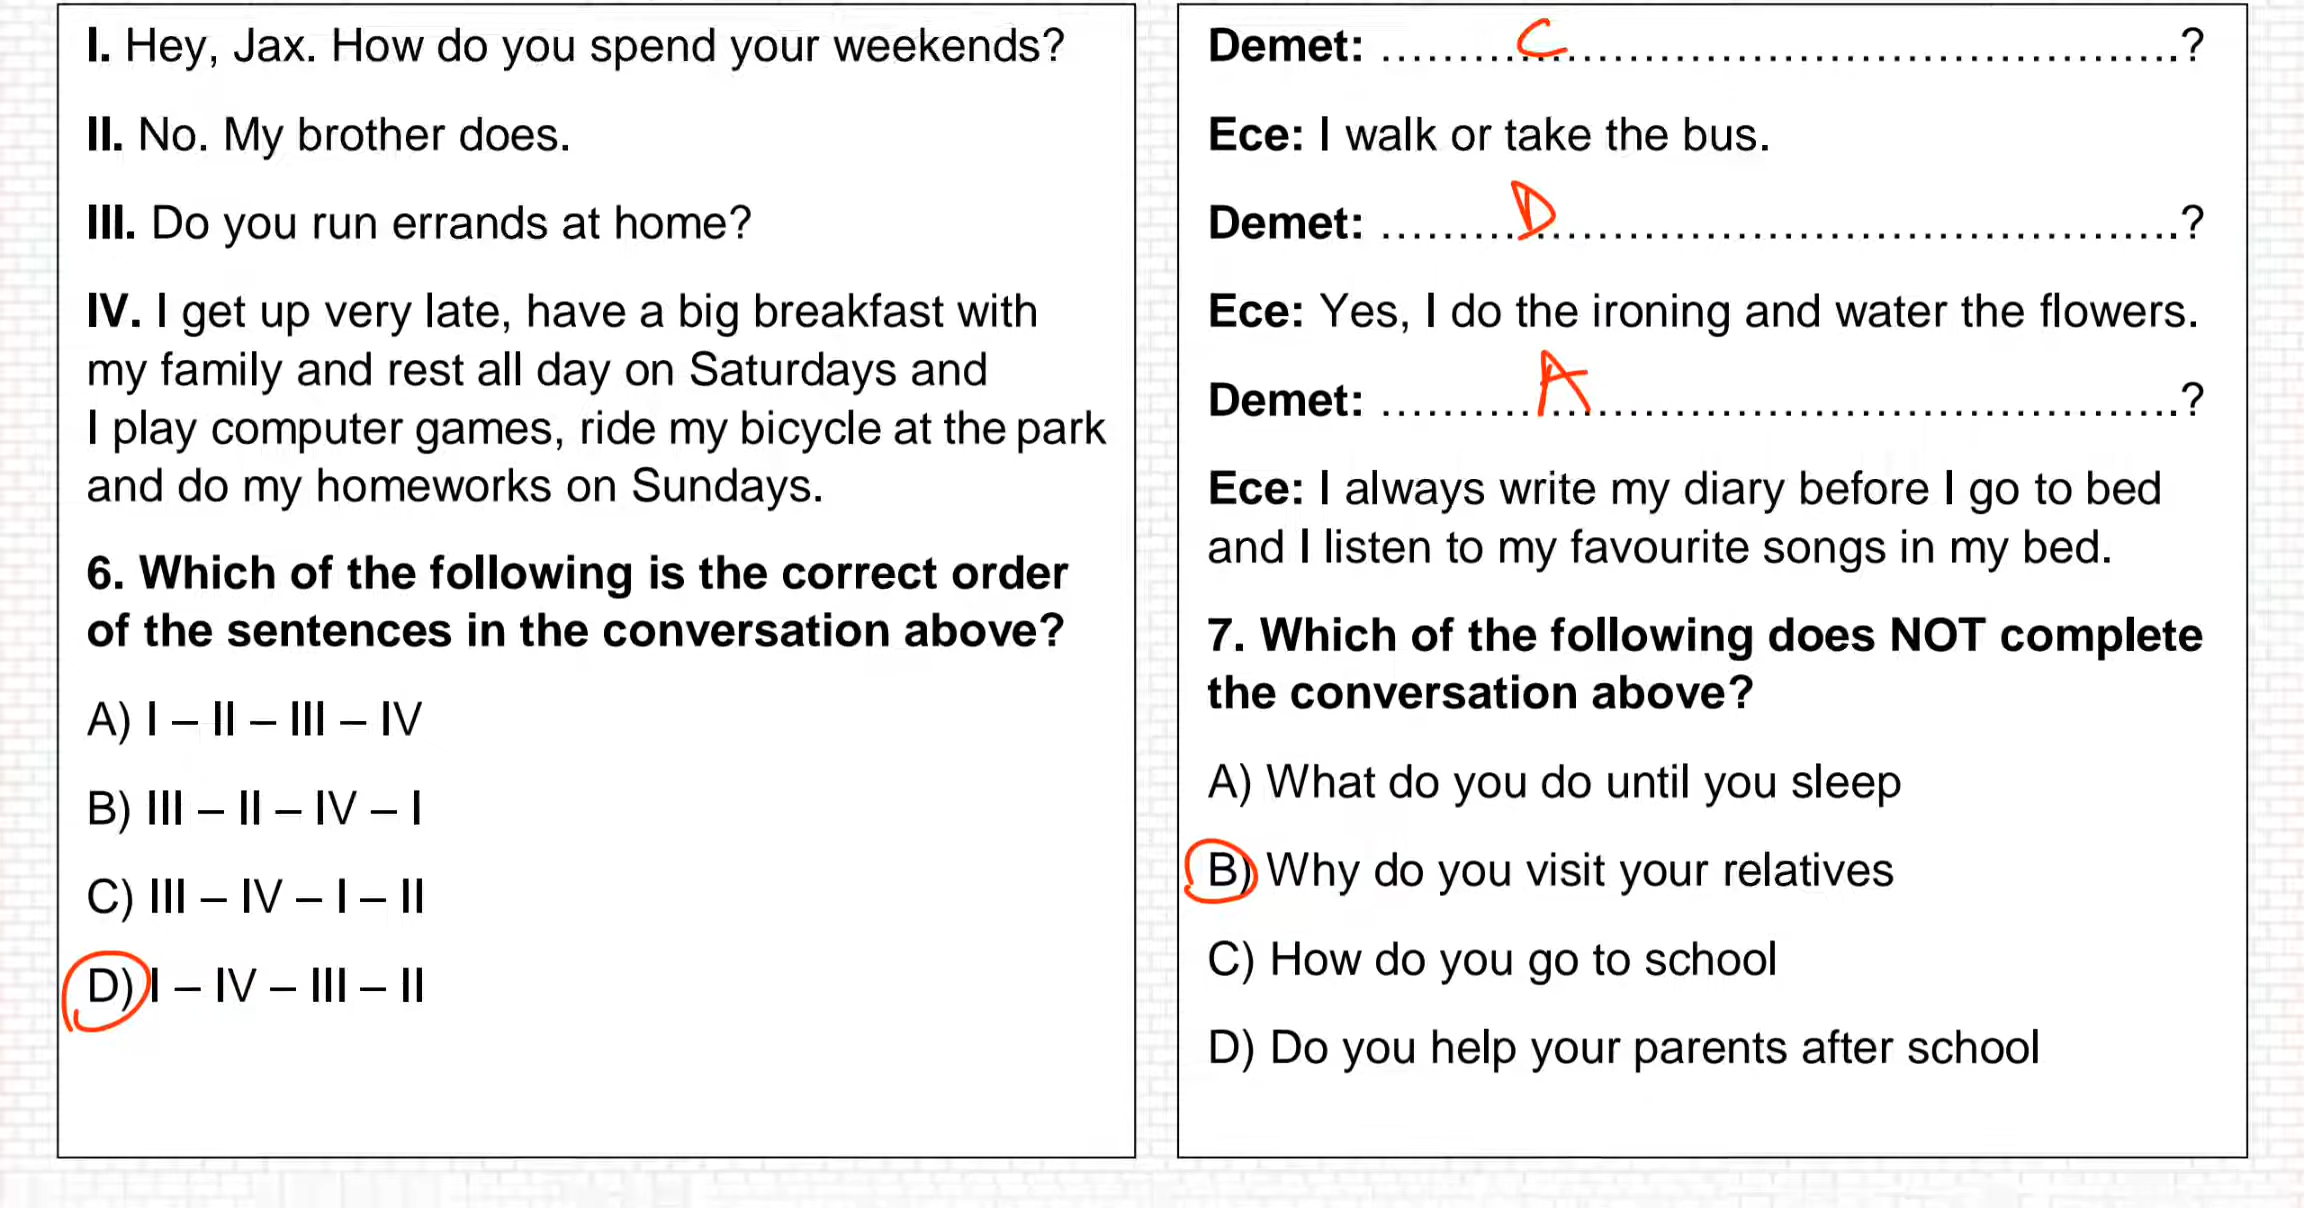 I. Hey, Jax. How do you spend your weekends?
II. No. My brother does.
III. Do you run errands at home?
IV. I get up very late, have a big breakfast with
my family and rest all day on Saturdays and
I play computer games, ride my bicycle at the park
and do my homeworks on Sundays.
6. Which of the following is the correct order
of the sentences in the conversation above?
A) I – II – III – IV
B) III – II – IV – I
C) III – IV – I – II
D) I – IV – III – II
Demet: ..........C..........................................?
Ece: I walk or take the bus.
Demet: ..........D..........................................?
Ece: Yes, I do the ironing and water the flowers.
Demet: ..........A..........................................?
Ece: I always write my diary before I go to bed
and I listen to my favourite songs in my bed.
7. Which of the following does NOT complete
the conversation above?
A) What do you do until you sleep
B) Why do you visit your relatives
C) How do you go to school
D) Do you help your parents after school